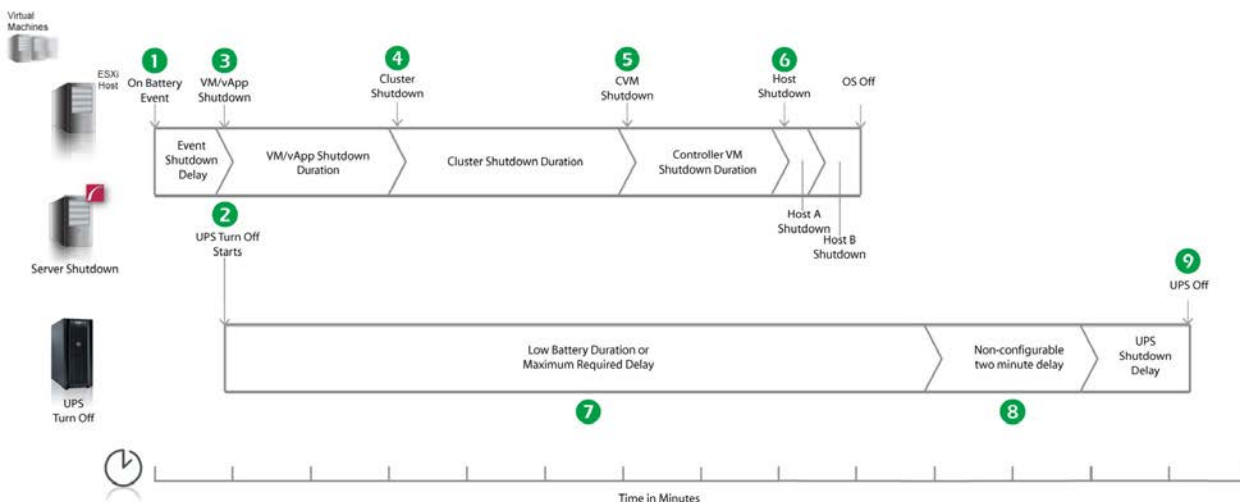 Virtual
Machines
ESXi
Host
1
On Battery
Event
3
VM/vApp
Shutdown
4
Cluster
Shutdown
5
CVM
Shutdown
6
Host
Shutdown
OS Off
Event
Shutdown
Delay
VM/vApp Shutdown
Duration
Cluster Shutdown Duration
Controller VM
Shutdown Duration
Host A
Shutdown
Host B
Shutdown
2
UPS Turn Off
Starts
Server Shutdown
9
UPS Off
Low Battery Duration or
Maximum Required Delay
Non-configurable
two minute delay
UPS
Shutdown
Delay
UPS
Turn Off
7
8
Time in Minutes